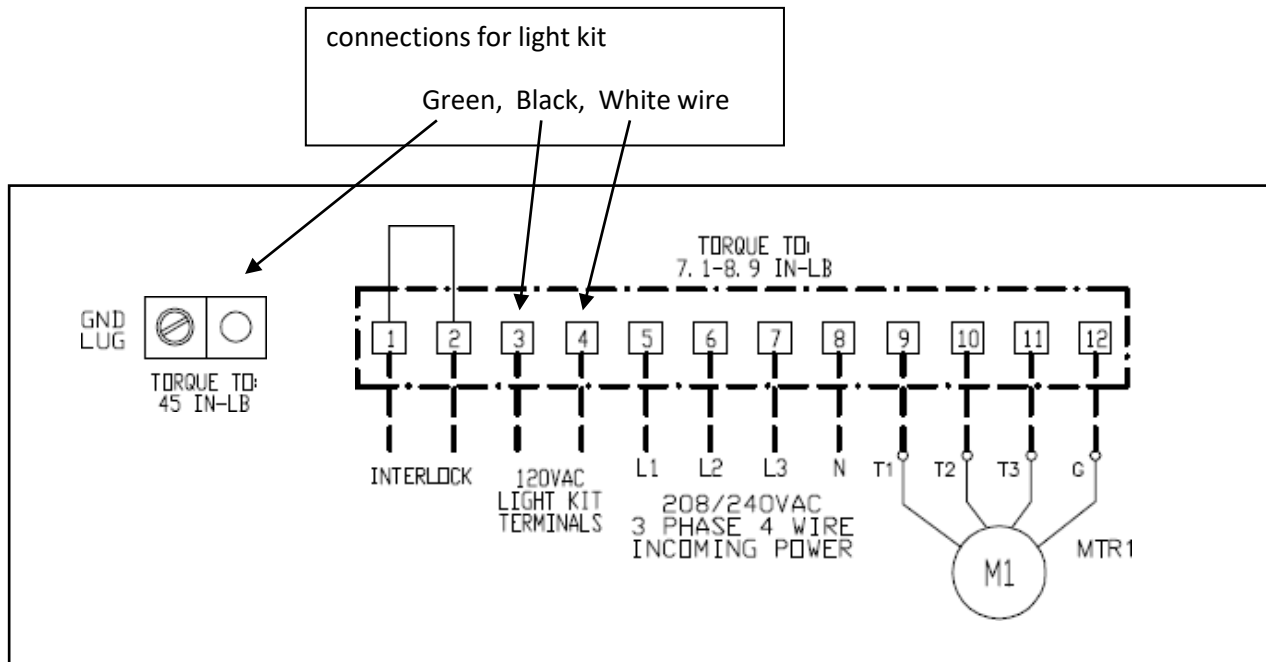 connections for light kit
Green, Black, White wire
TORQUE TO:
7.1-8.9 IN-LB
GND
LUG
TORQUE TO:
45 IN-LB
1 2 3 4 5 6 7 8 9 10 11 12
INTERLOCK
120VAC
LIGHT KIT
TERMINALS
L1 L2 L3 N
208/240VAC
3 PHASE 4 WIRE
INCOMING POWER
T1 T2 T3 G
M1
MTR1